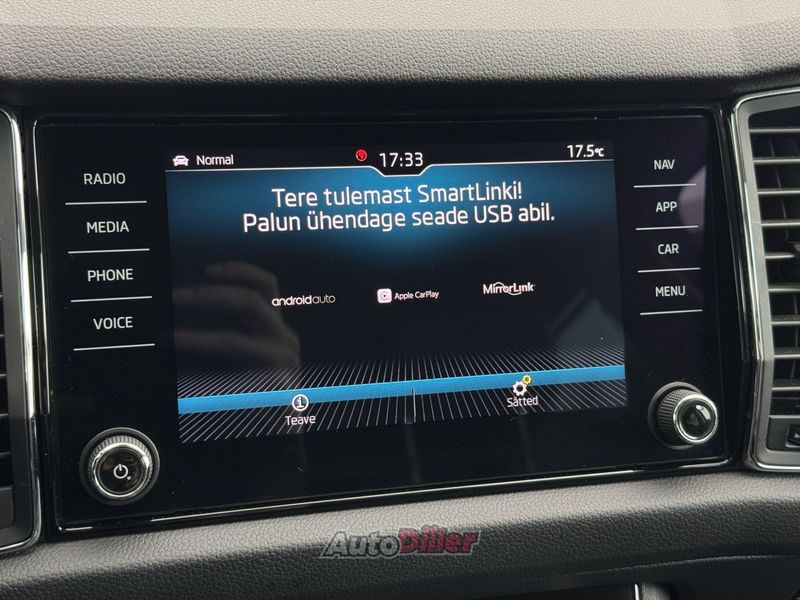 RADIO
MEDIA
PHONE
VOICE
Normal
17:33
17.5°C
Tere tulemast SmartLinki!
Palun ühendage seade USB abil.
androidauto
Apple CarPlay
MirrorLink
Teave
Sätted
NAV
APP
CAR
MENU
AutoDiiler